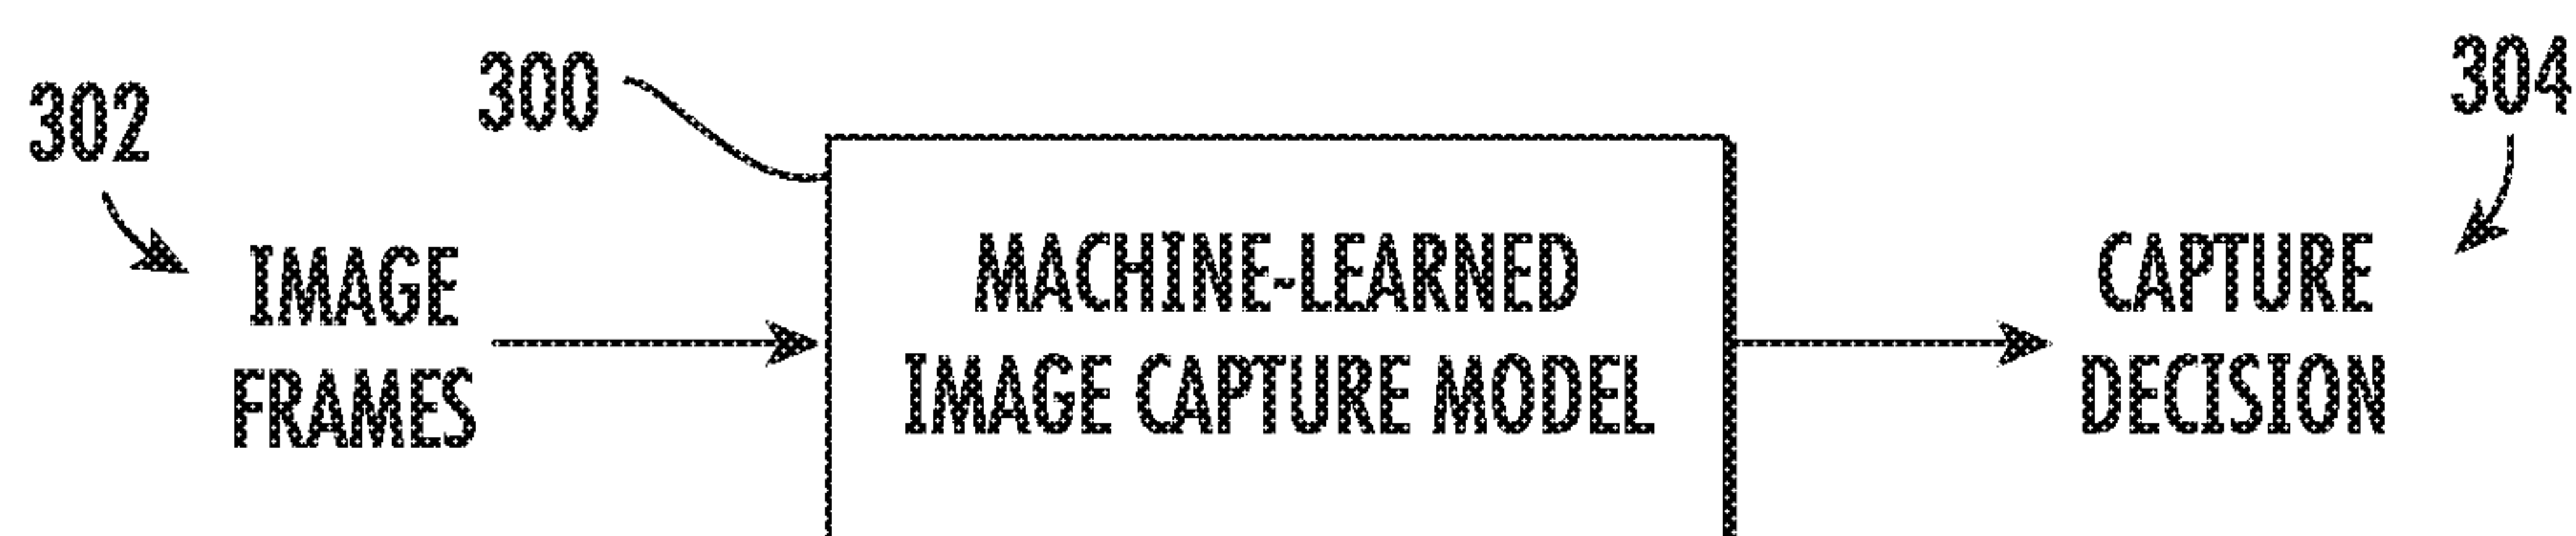 302
300
304
IMAGE
FRAMES
MACHINE-LEARNED
IMAGE CAPTURE MODEL
CAPTURE
DECISION